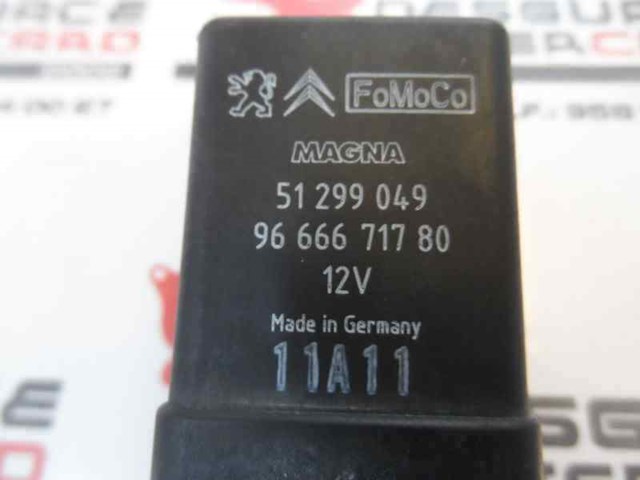 FoMoCo
MAGNA
51 299 049
96 666 717 80
12V
Made in Germany
11A11